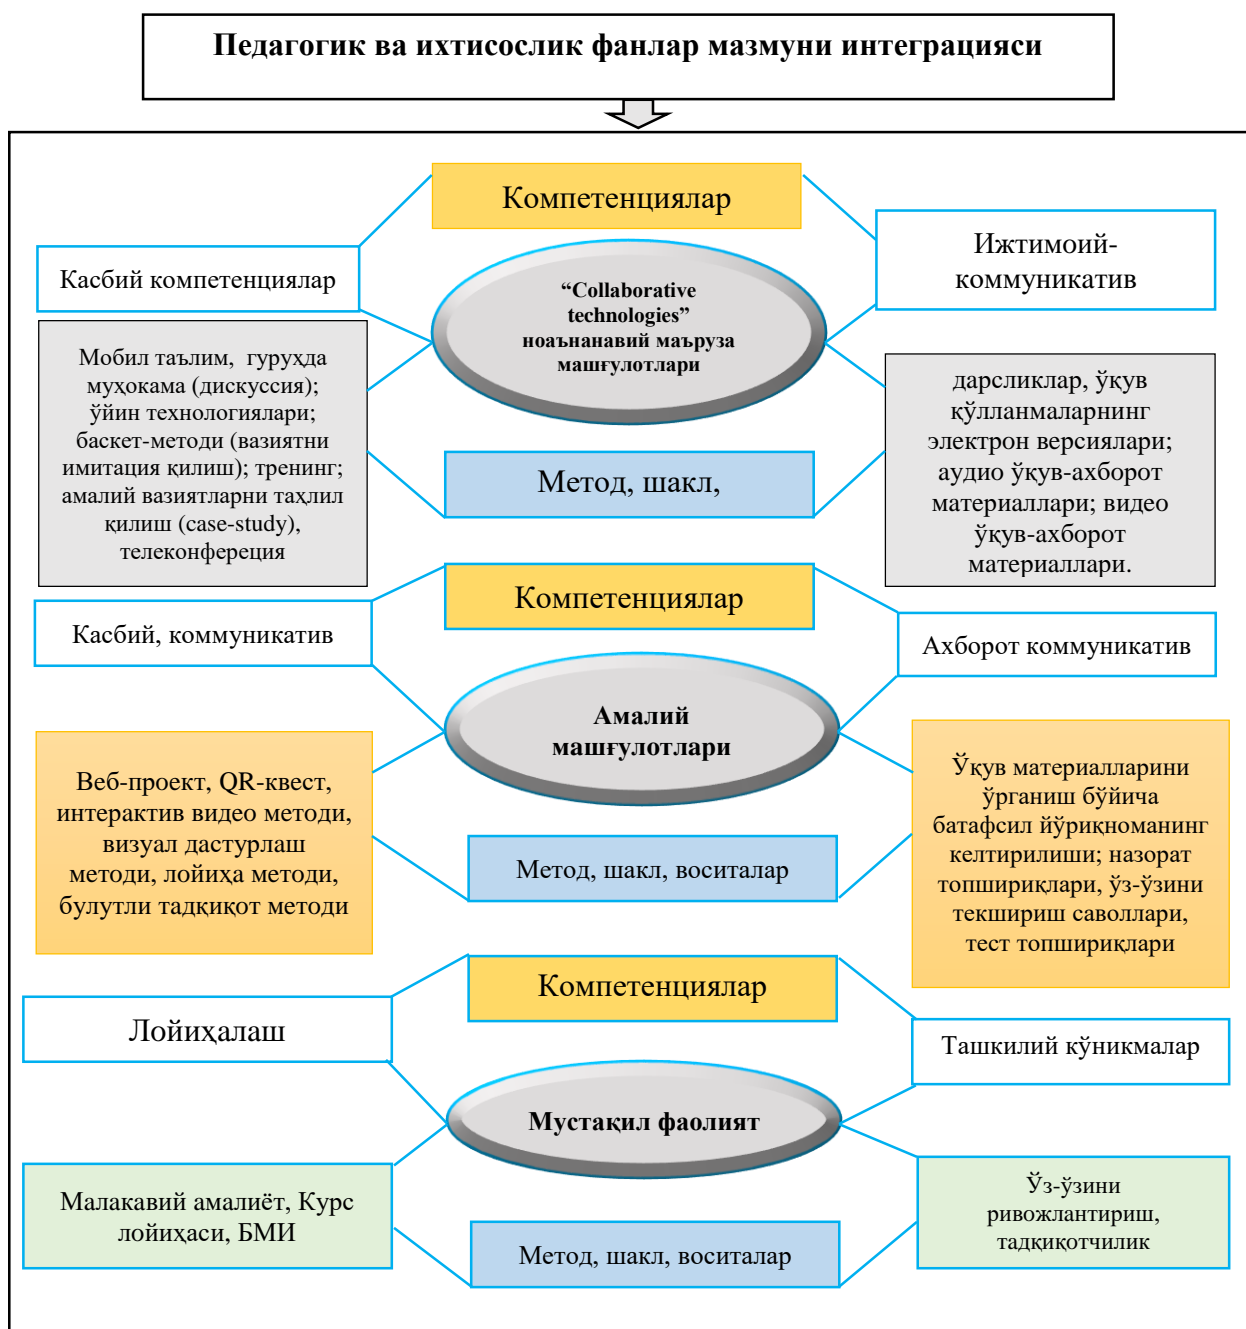 Педагогик ва ихтисослик фанлар мазмуни интеграцияси
Компетенциялар
Касбий компетенциялар
Ижтимоий-
коммуникатив
“Collaborative
technologies”
ноаънанавий маъруза
машғулотлари
Мобил таълим, гуруҳда
муҳокама (дискуссия);
ўйин технологиялари;
баскет-методи (вазиятни
имитация қилиш); тренинг;
амалий вазиятларни таҳлил
қилиш (case-study),
телеконфереция
дарсликлар, ўқув
қўлланмаларнинг
электрон версиялари;
аудио ўқув-ахборот
материаллари; видео
ўқув-ахборот
материаллари.
Метод, шакл,
Компетенциялар
Касбий, коммуникатив
Ахборот коммуникатив
Амалий
машғулотлари
Веб-проект, QR-квест,
интерактив видео методи,
визуал дастурлаш
методи, лойиҳа методи,
булутли тадқиқот методи
Ўқув материалларини
ўрганиш бўйича
батафсил йўриқноманинг
келтирилиши; назорат
топшириқлари, ўз-ўзини
текшириш саволлари,
тест топшириқлари
Метод, шакл, воситалар
Компетенциялар
Лойиҳалаш
Ташкилий кўникмалар
Мустақил фаолият
Малакавий амалиёт, Курс
лойиҳаси, БМИ
Ўз-ўзини
ривожлантириш,
тадқиқотчилик
Метод, шакл, воситалар